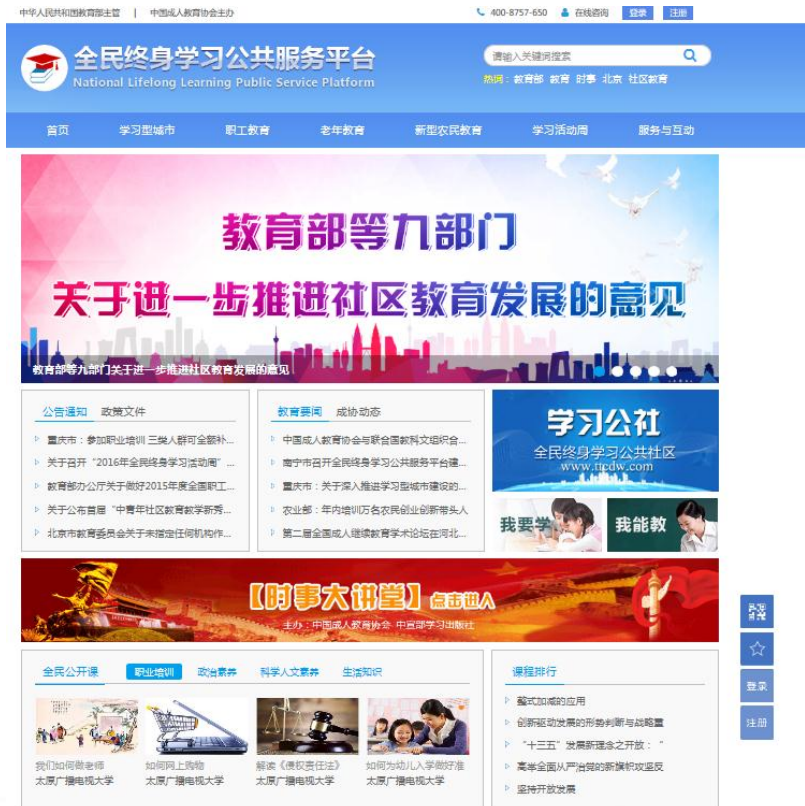 中华人民共和国教育部主管 | 中国成人教育协会主办
400-8757-650 在线咨询 登录 注册
全民终身学习公共服务平台
National Lifelong Learning Public Service Platform
请输入关键词搜索
热词：教育部 教育 时事 北京 社区教育
首页 学习型城市 职工教育 老年教育 新型农民教育 学习活动周 服务与互动
教育部等九部门
关于进一步推进社区教育发展的意见
教育部等九部门关于进一步推进社区教育发展的意见
公告通知 政策文件
重庆市：参加职业培训 三类人群可全额补...
关于召开“2016年全民终身学习活动周”...
教育部办公厅关于做好2015年度全国职工...
关于公布首届“中青年社区教育教学新秀...
北京市教育委员会关于未指定任何机构作...
教育要闻 成协动态
中国成人教育协会与联合国教科文组织合...
南宁市召开全民终身学习公共服务平台建...
重庆市：关于深入推进学习型城市建设的...
农业部：年内培训万名农民创业创新带头人
第二届全国成人继续教育学术论坛在河北...
学习公社
全民终身学习公共社区
www.ttcdw.com
我要学
我能教
【时事大讲堂】点击进入
主办：中国成人教育协会 中宣部学习出版社
全民公开课 职业培训 政治素养 科学人文素养 生活知识
我们如何做老师
太原广播电视大学
如何网上购物
太原广播电视大学
解读《侵权责任法》
太原广播电视大学
如何为幼儿入学做好准
太原广播电视大学
课程排行
整式加减的应用
创新驱动发展的形势判断与战略重
“十三五”发展新理念之开放：“
高举全面从严治党的新旗帜攻坚反
坚持开放发展
登录
注册